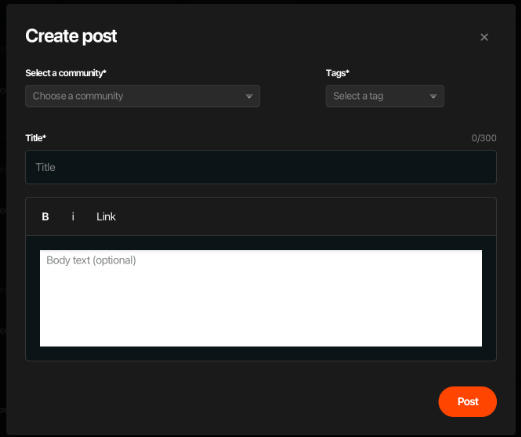 Create post
Select a community*
Tags*
Choose a community
Select a tag
Title*
0/300
Title
B i Link
Body text (optional)
Post